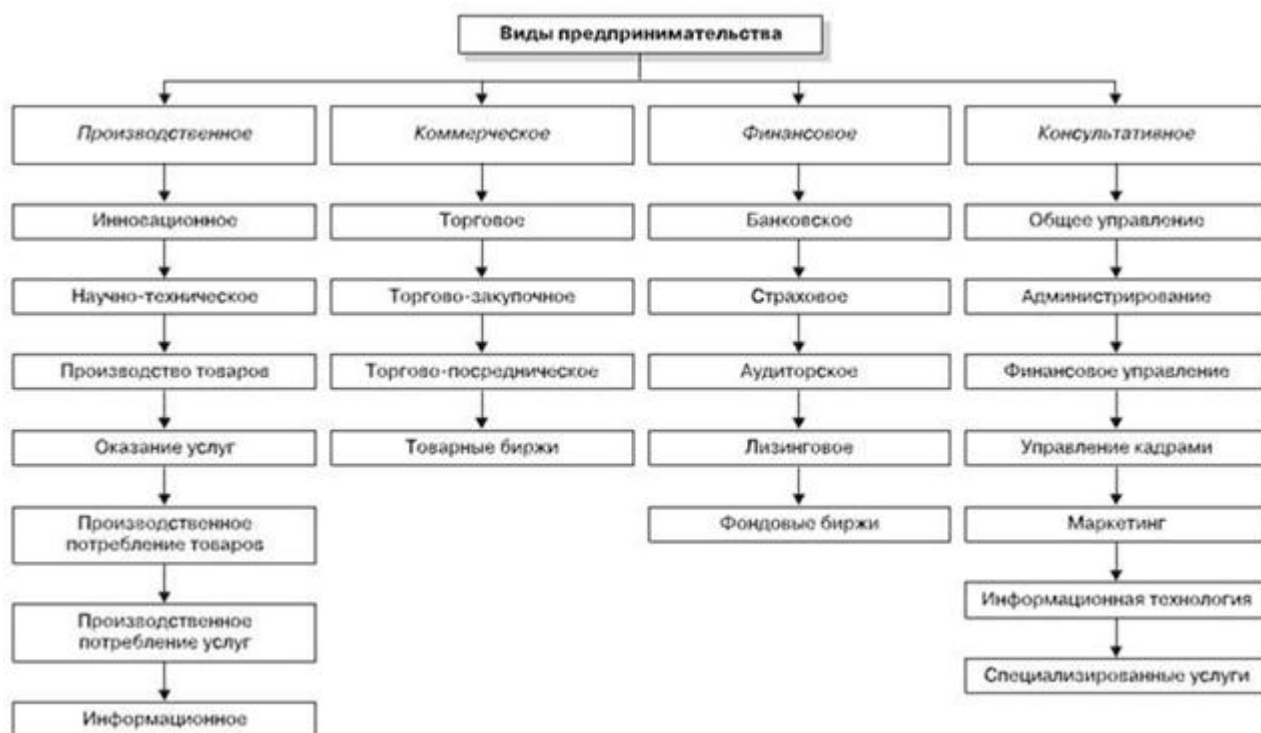 Виды предпринимательства
Производственное
Инновационное
Научно-техническое
Производство товаров
Оказание услуг
Производственное
потребление товаров
Производственное
потребление услуг
Информационное
Коммерческое
Торговое
Торгово-закупочное
Торгово-посредническое
Товарные биржи
Финансовое
Банковское
Страховое
Аудиторское
Лизинговое
Фондовые биржи
Консультативное
Общее управление
Администрирование
Финансовое управление
Управление кадрами
Маркетинг
Информационная технология
Специализированные услуги